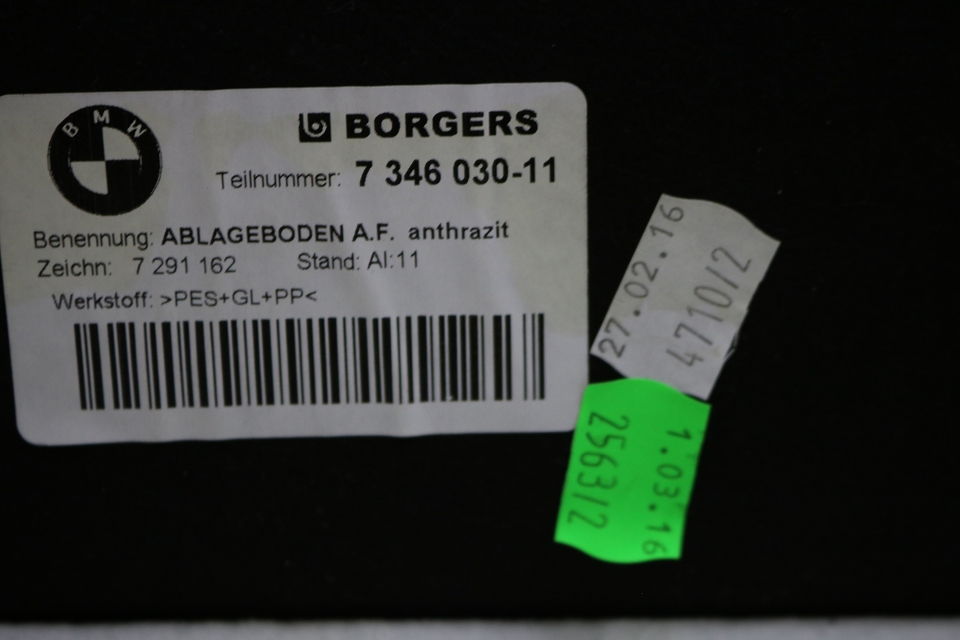 BMW
BORGERS
Teilnummer: 7 346 030-11
Benennung: ABLAGEBODEN A.F. anthrazit
Zeichn: 7 291 162 Stand: AI:11
Werkstoff: >PES+GL+PP<
27.02.16
4710/2
1.03.16
2563/2